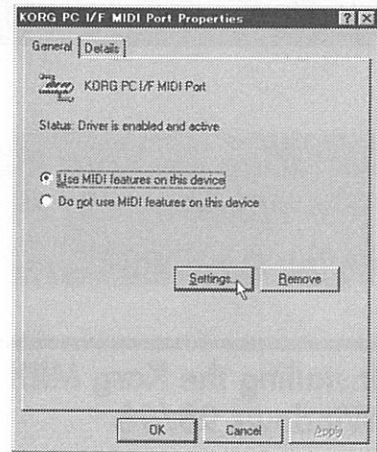 KORG PC I/F MIDI Port Properties
General Details
KORG PC I/F MIDI Port
Status: Driver is enabled and active
Use MIDI features on this device
Do not use MIDI features on this device
Settings... Remove
OK Cancel Apply